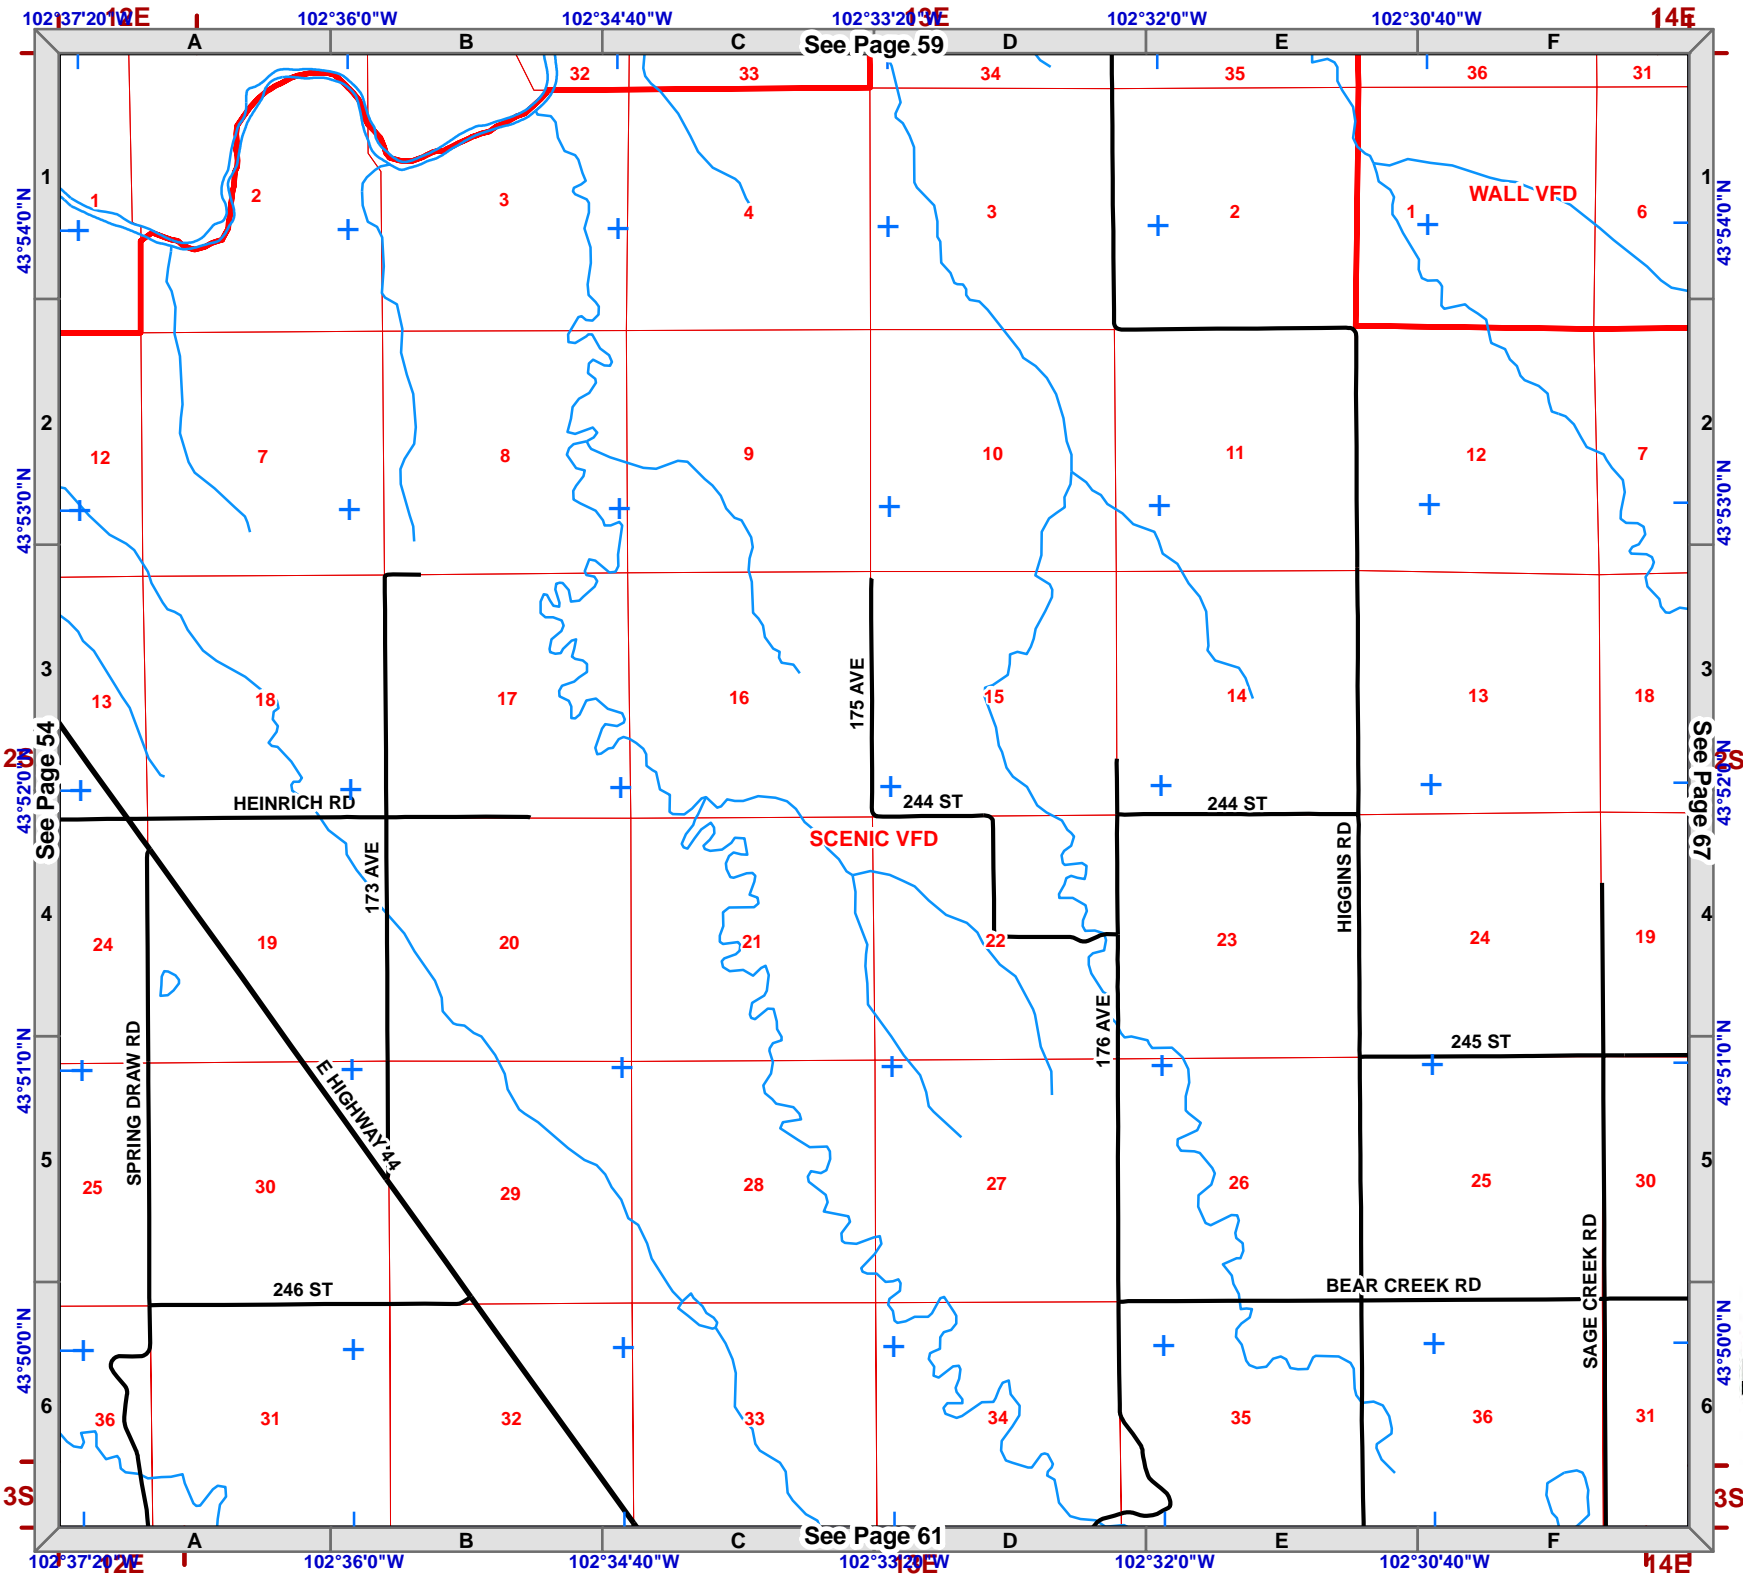 12E 13E 14E
102°37'20"W 102°36'0"W 102°34'40"W 102°33'20"W 102°32'0"W 102°30'40"W
A B C See Page 59 D E F
32 33 34 35 36 31
1 1
1 2 3 4 3 2 1 6
WALL VFD
43°54'0"N 43°54'0"N
2 2
12 7 8 9 10 11 12 7
43°53'0"N 43°53'0"N
3 3
13 18 17 16 15 14 13 18
175 AVE
2S 2S
See Page 54 See Page 67
43°52'0"N 43°52'0"N
HEINRICH RD 244 ST 244 ST
SCENIC VFD
173 AVE HIGGINS RD
4 4
24 19 20 21 22 23 24 19
176 AVE
245 ST
43°51'0"N 43°51'0"N
SPRING DRAW RD
E HIGHWAY 44
5 5
25 30 29 28 27 26 25 30
246 ST BEAR CREEK RD
SAGE CREEK RD
43°50'0"N 43°50'0"N
6 6
36 31 32 33 34 35 36 31
3S 3S
A B C See Page 61 D E F
102°37'20"W 102°36'0"W 102°34'40"W 102°33'20"W 102°32'0"W 102°30'40"W
12E 13E 14E